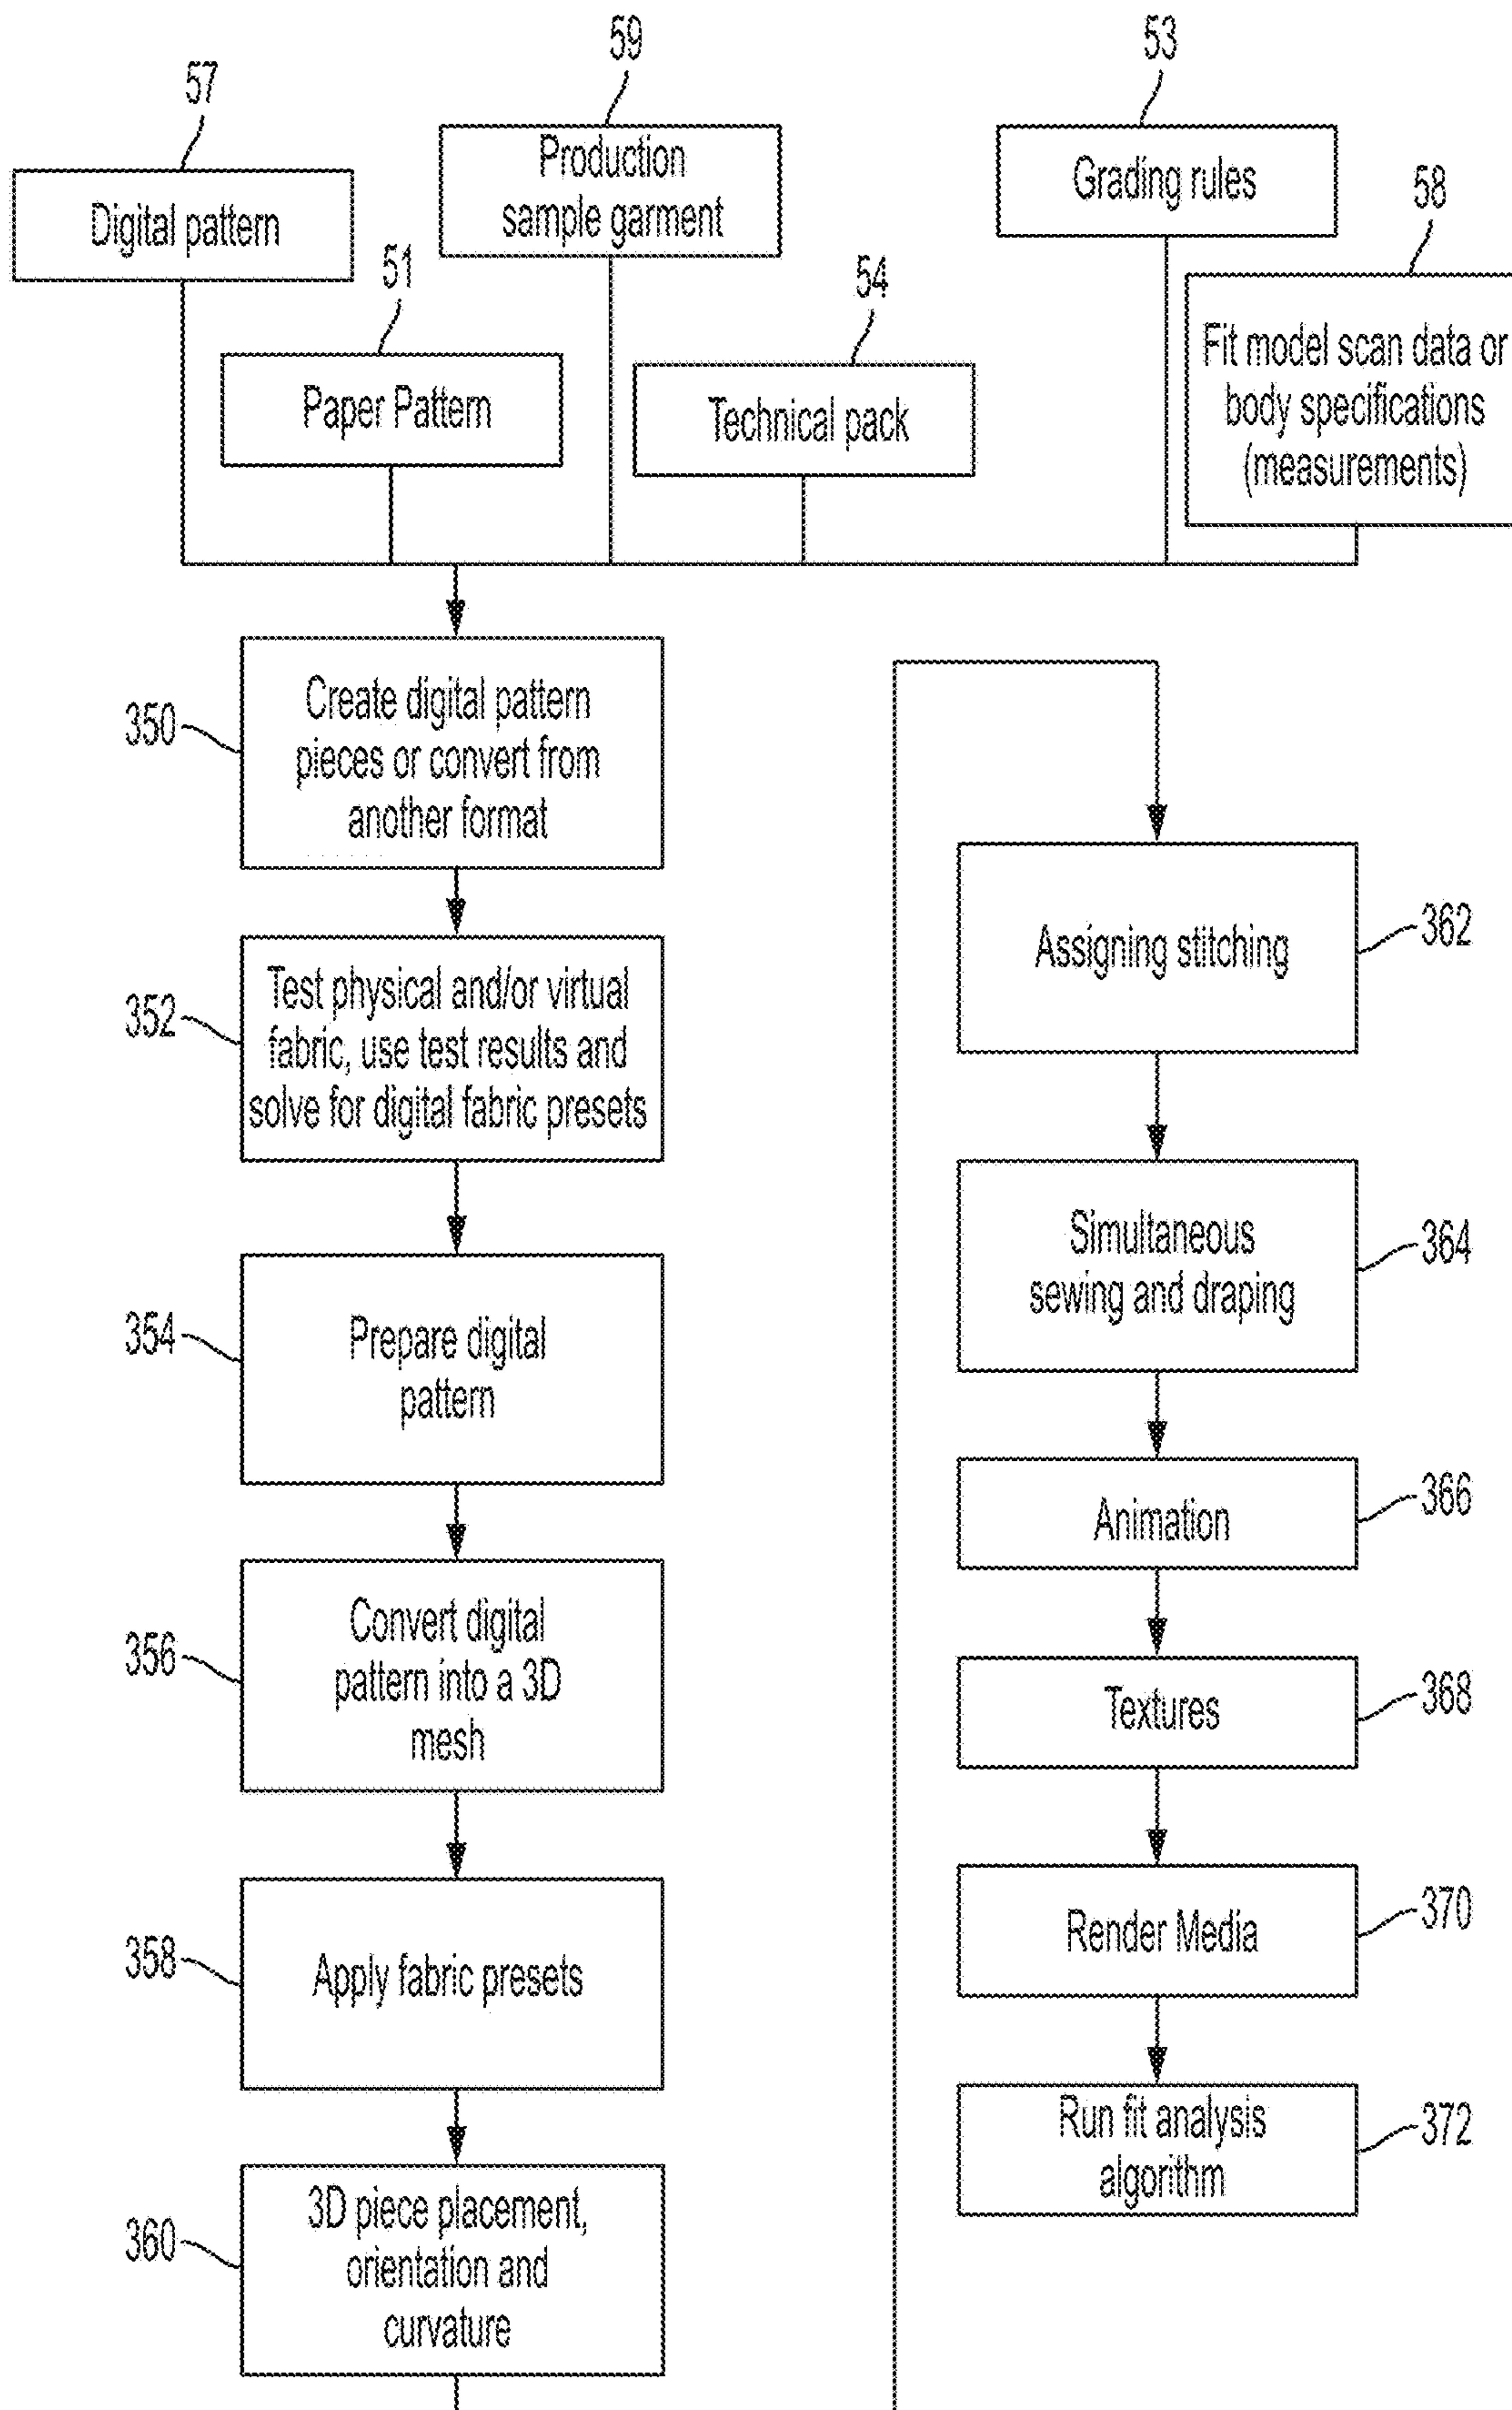 59
53
57
Production
sample garment
Grading rules
58
Digital pattern
51
54
Fit model scan data or
body specifications
(measurements)
Paper Pattern
Technical pack
350
Create digital pattern
pieces or convert from
another format
352
Test physical and/or virtual
fabric, use test results and
solve for digital fabric presets
354
Prepare digital
pattern
356
Convert digital
pattern into a 3D
mesh
358
Apply fabric presets
360
3D piece placement,
orientation and
curvature
Assigning stitching
362
Simultaneous
sewing and draping
364
Animation
366
Textures
368
Render Media
370
Run fit analysis
algorithm
372